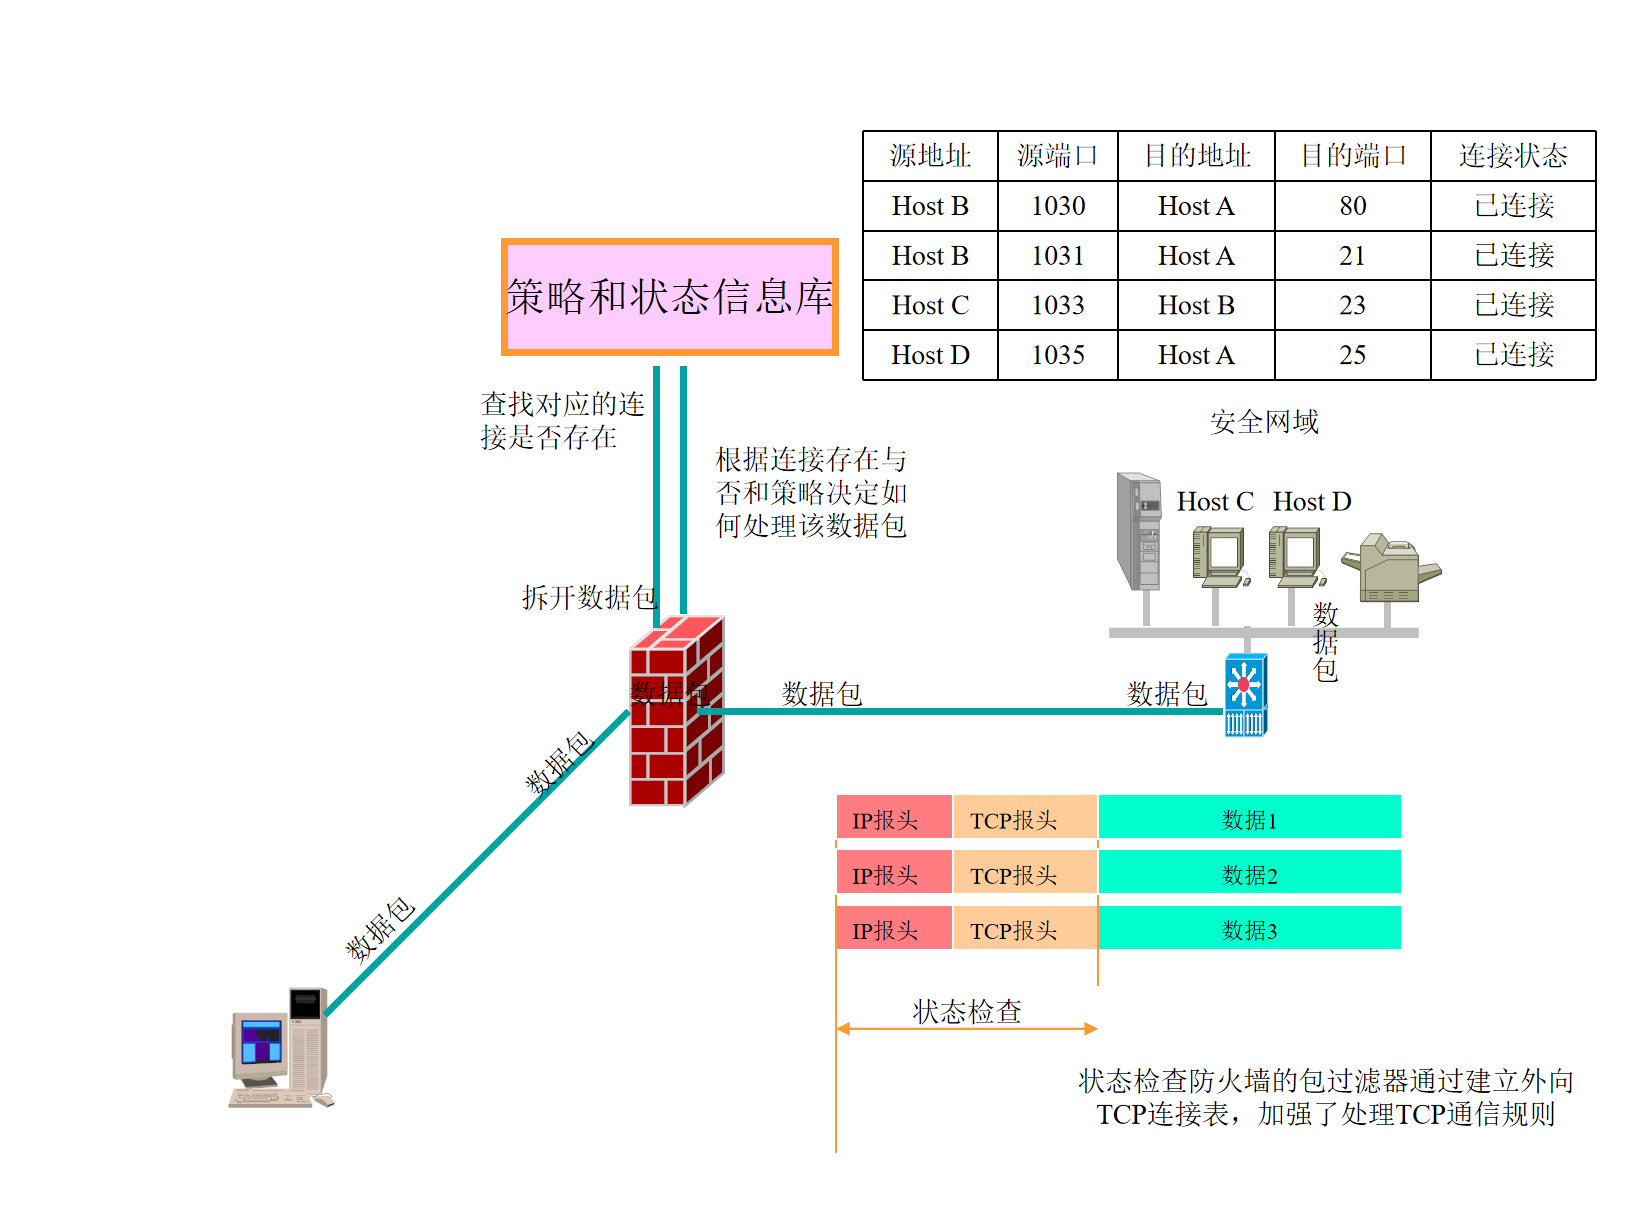 源地址 源端口 目的地址 目的端口 连接状态
Host B 1030 Host A 80 已连接
Host B 1031 Host A 21 已连接
Host C 1033 Host B 23 已连接
Host D 1035 Host A 25 已连接
策略和状态信息库
查找对应的连
接是否存在
根据连接存在与
否和策略决定如
何处理该数据包
安全网域
Host C Host D
拆开数据包
数据包
数据包
数据包
数据包
数据包
数据包
IP报头 TCP报头 数据1
IP报头 TCP报头 数据2
IP报头 TCP报头 数据3
状态检查
状态检查防火墙的包过滤器通过建立外向
TCP连接表，加强了处理TCP通信规则